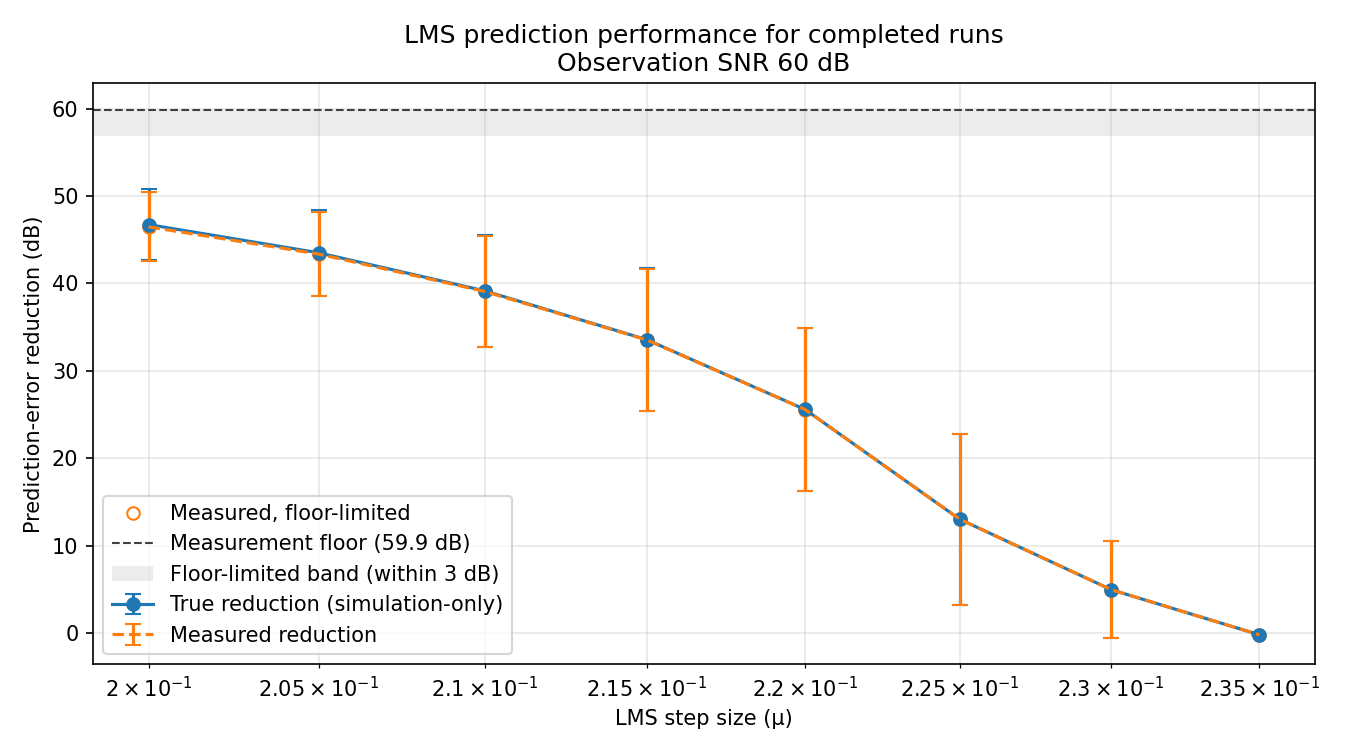 LMS prediction performance for completed runs
Observation SNR 60 dB
Prediction-error reduction (dB)
60
50
40
30
20
10
0
Measured, floor-limited
Measurement floor (59.9 dB)
Floor-limited band (within 3 dB)
True reduction (simulation-only)
Measured reduction
2 × 10⁻¹ 2.05 × 10⁻¹ 2.1 × 10⁻¹ 2.15 × 10⁻¹ 2.2 × 10⁻¹ 2.25 × 10⁻¹ 2.3 × 10⁻¹ 2.35 × 10⁻¹
LMS step size (μ)